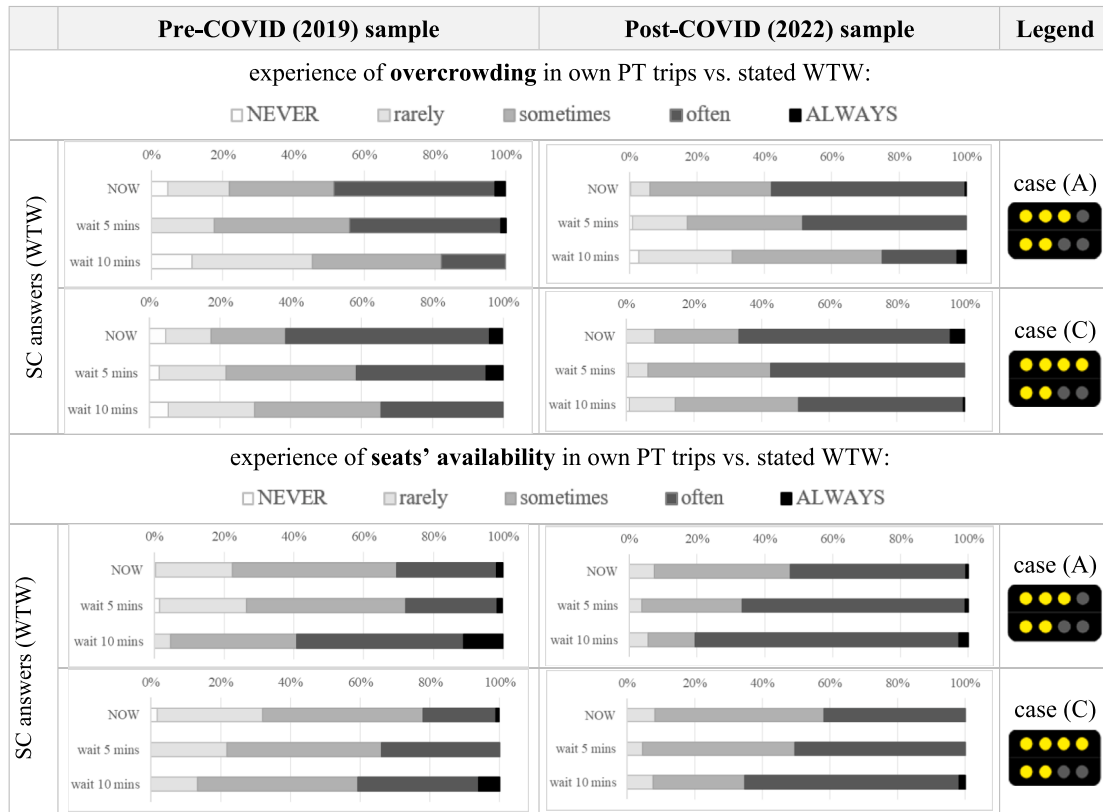 Pre-COVID (2019) sample Post-COVID (2022) sample Legend
experience of overcrowding in own PT trips vs. stated WTW:
NEVER rarely sometimes often ALWAYS
SC answers (WTW)
0% 20% 40% 60% 80% 100%
NOW
wait 5 mins
wait 10 mins
0% 20% 40% 60% 80% 100%
NOW
wait 5 mins
wait 10 mins
case (A)
0% 20% 40% 60% 80% 100%
NOW
wait 5 mins
wait 10 mins
0% 20% 40% 60% 80% 100%
NOW
wait 5 mins
wait 10 mins
case (C)
experience of seats' availability in own PT trips vs. stated WTW:
NEVER rarely sometimes often ALWAYS
SC answers (WTW)
0% 20% 40% 60% 80% 100%
NOW
wait 5 mins
wait 10 mins
0% 20% 40% 60% 80% 100%
NOW
wait 5 mins
wait 10 mins
case (A)
0% 20% 40% 60% 80% 100%
NOW
wait 5 mins
wait 10 mins
0% 20% 40% 60% 80% 100%
NOW
wait 5 mins
wait 10 mins
case (C)